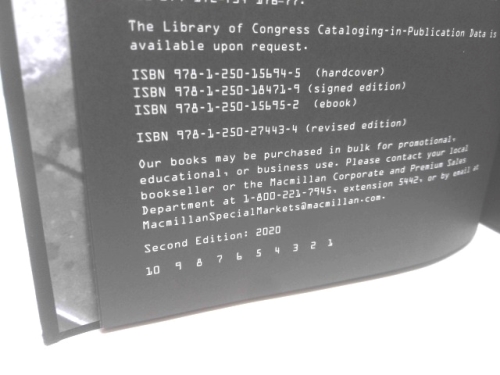 The Library of Congress Cataloging-in-Publication Data is
available upon request.
ISBN 978-1-250-15694-5 (hardcover)
ISBN 978-1-250-18471-9 (signed edition)
ISBN 978-1-250-15695-2 (ebook)
ISBN 978-1-250-27443-4 (revised edition)
Our books may be purchased in bulk for promotional,
educational, or business use. Please contact your local
bookseller or the Macmillan Corporate and Premium Sales
Department at 1-800-221-7945, extension 5442, or by email at
MacmillanSpecialMarkets@macmillan.com.
Second Edition: 2020
10 9 8 7 6 5 4 3 2 1